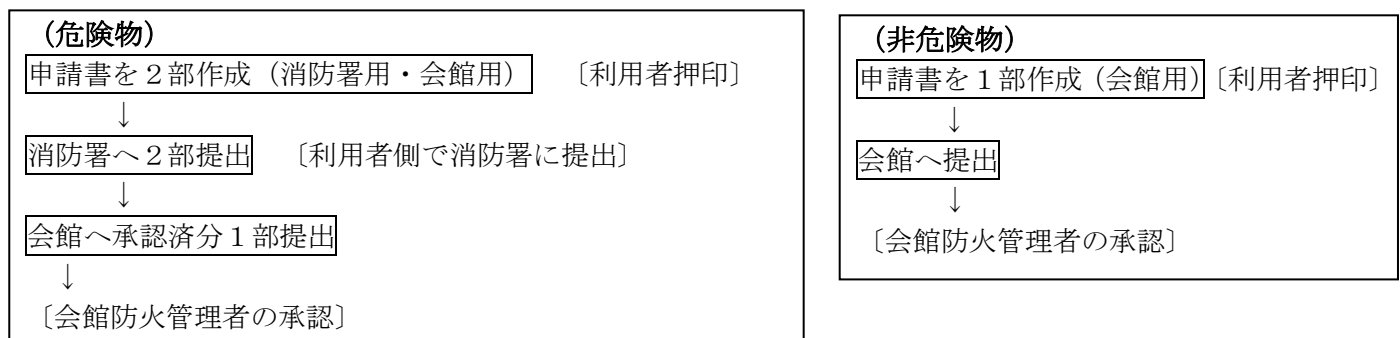 （危険物）
申請書を２部作成（消防署用・会館用）　〔利用者押印〕
↓
消防署へ２部提出　〔利用者側で消防署に提出〕
↓
会館へ承認済分１部提出
↓
〔会館防火管理者の承認〕
（非危険物）
申請書を１部作成（会館用）〔利用者押印〕
↓
会館へ提出
↓
〔会館防火管理者の承認〕